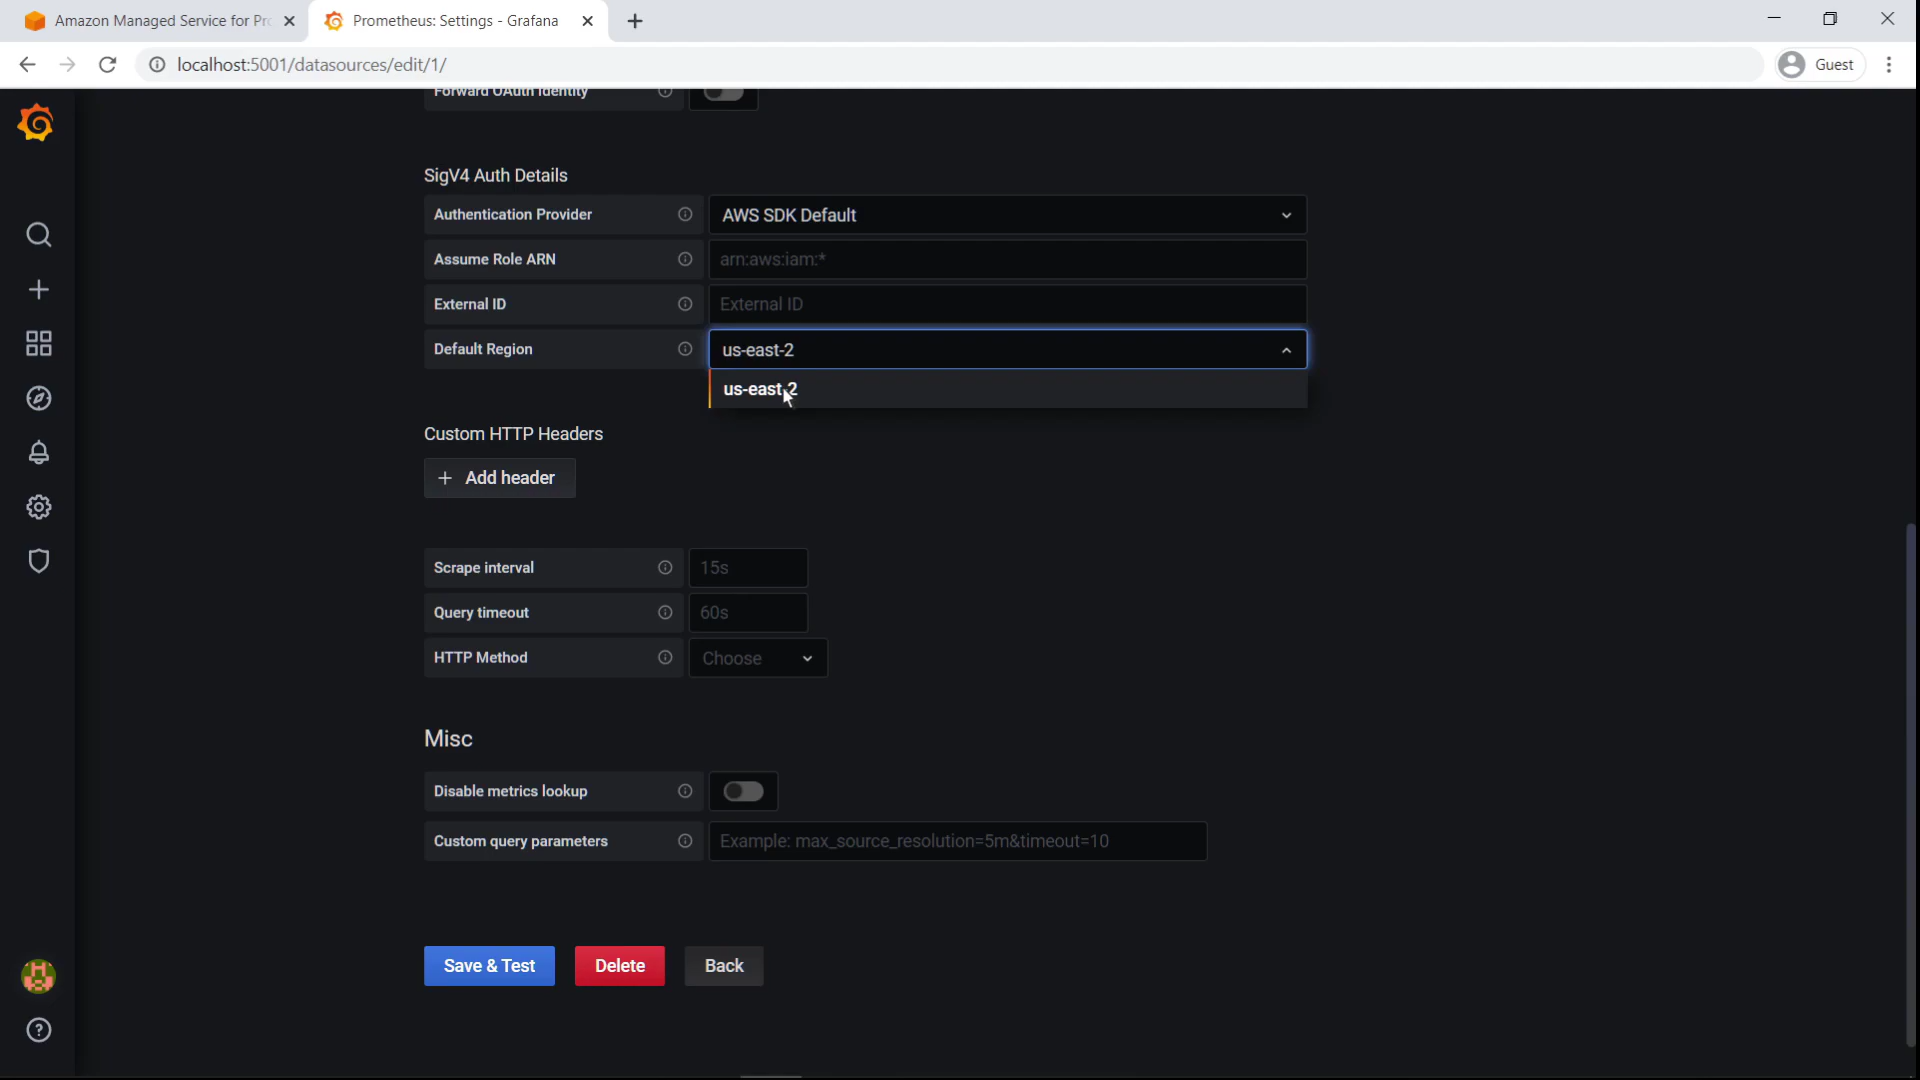 Amazon Managed Service for Pr
Prometheus: Settings - Grafana
localhost:5001/datasources/edit/1/
Guest
Forward OAuth Identity
SigV4 Auth Details
Authentication Provider
AWS SDK Default
Assume Role ARN
arn:aws:iam:*
External ID
External ID
Default Region
us-east-2
us-east-2
Custom HTTP Headers
+ Add header
Scrape interval
15s
Query timeout
60s
HTTP Method
Choose
Misc
Disable metrics lookup
Custom query parameters
Example: max_source_resolution=5m&timeout=10
Save & Test
Delete
Back